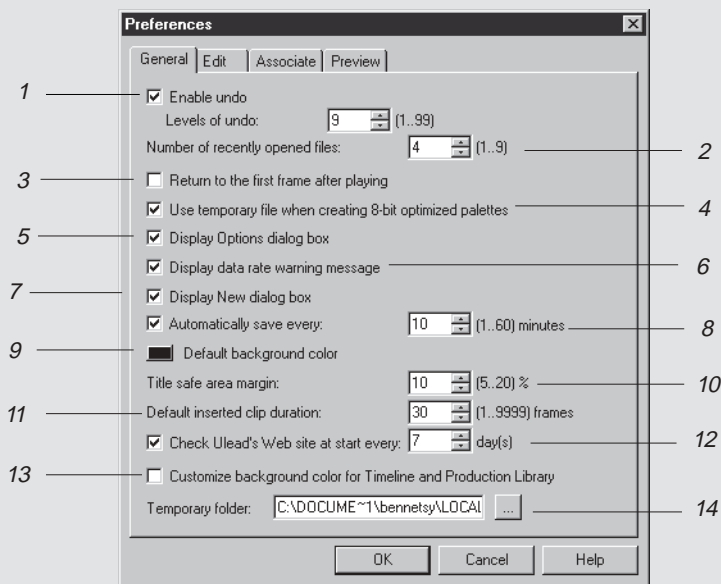 Preferences
General Edit Associate Preview
1 Enable undo
Levels of undo: 9 (1..99)
Number of recently opened files: 4 (1..9) 2
3 Return to the first frame after playing
Use temporary file when creating 8-bit optimized palettes 4
5 Display Options dialog box
Display data rate warning message 6
7 Display New dialog box
Automatically save every: 10 (1..60) minutes 8
9 Default background color
Title safe area margin: 10 (5..20) % 10
11 Default inserted clip duration: 30 (1..9999) frames
Check Ulead's Web site at start every: 7 day(s) 12
13 Customize background color for Timeline and Production Library
Temporary folder: C:\DOCUME~1\bennetsy\LOCAL ... 14
OK Cancel Help